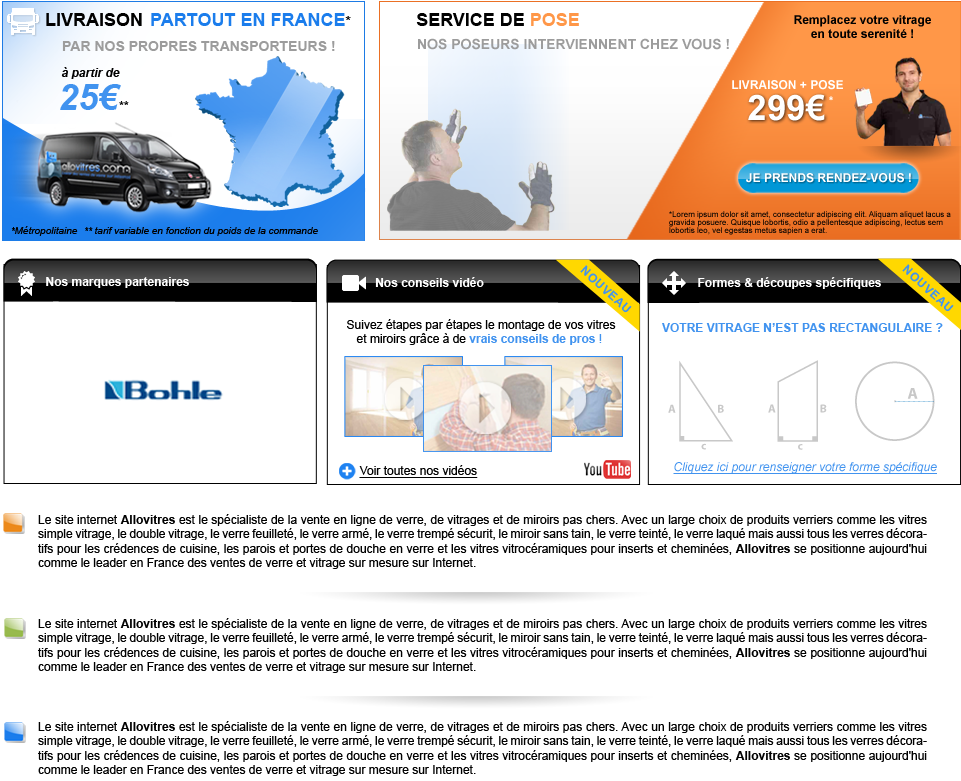 LIVRAISON PARTOUT EN FRANCE*
PAR NOS PROPRES TRANSPORTEURS !
à partir de
25€**
allovitres.com
*Métropolitaine ** tarif variable en fonction du poids de la commande
SERVICE DE POSE
NOS POSEURS INTERVIENNENT CHEZ VOUS !
Remplacez votre vitrage
en toute serenité !
LIVRAISON + POSE
299€*
JE PRENDS RENDEZ-VOUS !
*Lorem ipsum dolor sit amet, consectetur adipiscing elit. Aliquam aliquet lacus a
gravida posuere. Quisque lobortis, odio a pellentesque adipiscing, lectus sem
lobortis leo, vel egestas metus sapien a erat.
Nos marques partenaires
Bohle
Nos conseils vidéo
NOUVEAU
Suivez étapes par étapes le montage de vos vitres
et miroirs grâce à de vrais conseils de pros !
Voir toutes nos vidéos
YouTube
Formes & découpes spécifiques
NOUVEAU
VOTRE VITRAGE N'EST PAS RECTANGULAIRE ?
A B C
A B C
A
Cliquez ici pour renseigner votre forme spécifique
Le site internet Allovitres est le spécialiste de la vente en ligne de verre, de vitrages et de miroirs pas chers. Avec un large choix de produits verriers comme les vitres
simple vitrage, le double vitrage, le verre feuilleté, le verre armé, le verre trempé sécurit, le miroir sans tain, le verre teinté, le verre laqué mais aussi tous les verres décora-
tifs pour les crédences de cuisine, les parois et portes de douche en verre et les vitres vitrocéramiques pour inserts et cheminées, Allovitres se positionne aujourd'hui
comme le leader en France des ventes de verre et vitrage sur mesure sur Internet.
Le site internet Allovitres est le spécialiste de la vente en ligne de verre, de vitrages et de miroirs pas chers. Avec un large choix de produits verriers comme les vitres
simple vitrage, le double vitrage, le verre feuilleté, le verre armé, le verre trempé sécurit, le miroir sans tain, le verre teinté, le verre laqué mais aussi tous les verres décora-
tifs pour les crédences de cuisine, les parois et portes de douche en verre et les vitres vitrocéramiques pour inserts et cheminées, Allovitres se positionne aujourd'hui
comme le leader en France des ventes de verre et vitrage sur mesure sur Internet.
Le site internet Allovitres est le spécialiste de la vente en ligne de verre, de vitrages et de miroirs pas chers. Avec un large choix de produits verriers comme les vitres
simple vitrage, le double vitrage, le verre feuilleté, le verre armé, le verre trempé sécurit, le miroir sans tain, le verre teinté, le verre laqué mais aussi tous les verres décora-
tifs pour les crédences de cuisine, les parois et portes de douche en verre et les vitres vitrocéramiques pour inserts et cheminées, Allovitres se positionne aujourd'hui
comme le leader en France des ventes de verre et vitrage sur mesure sur Internet.